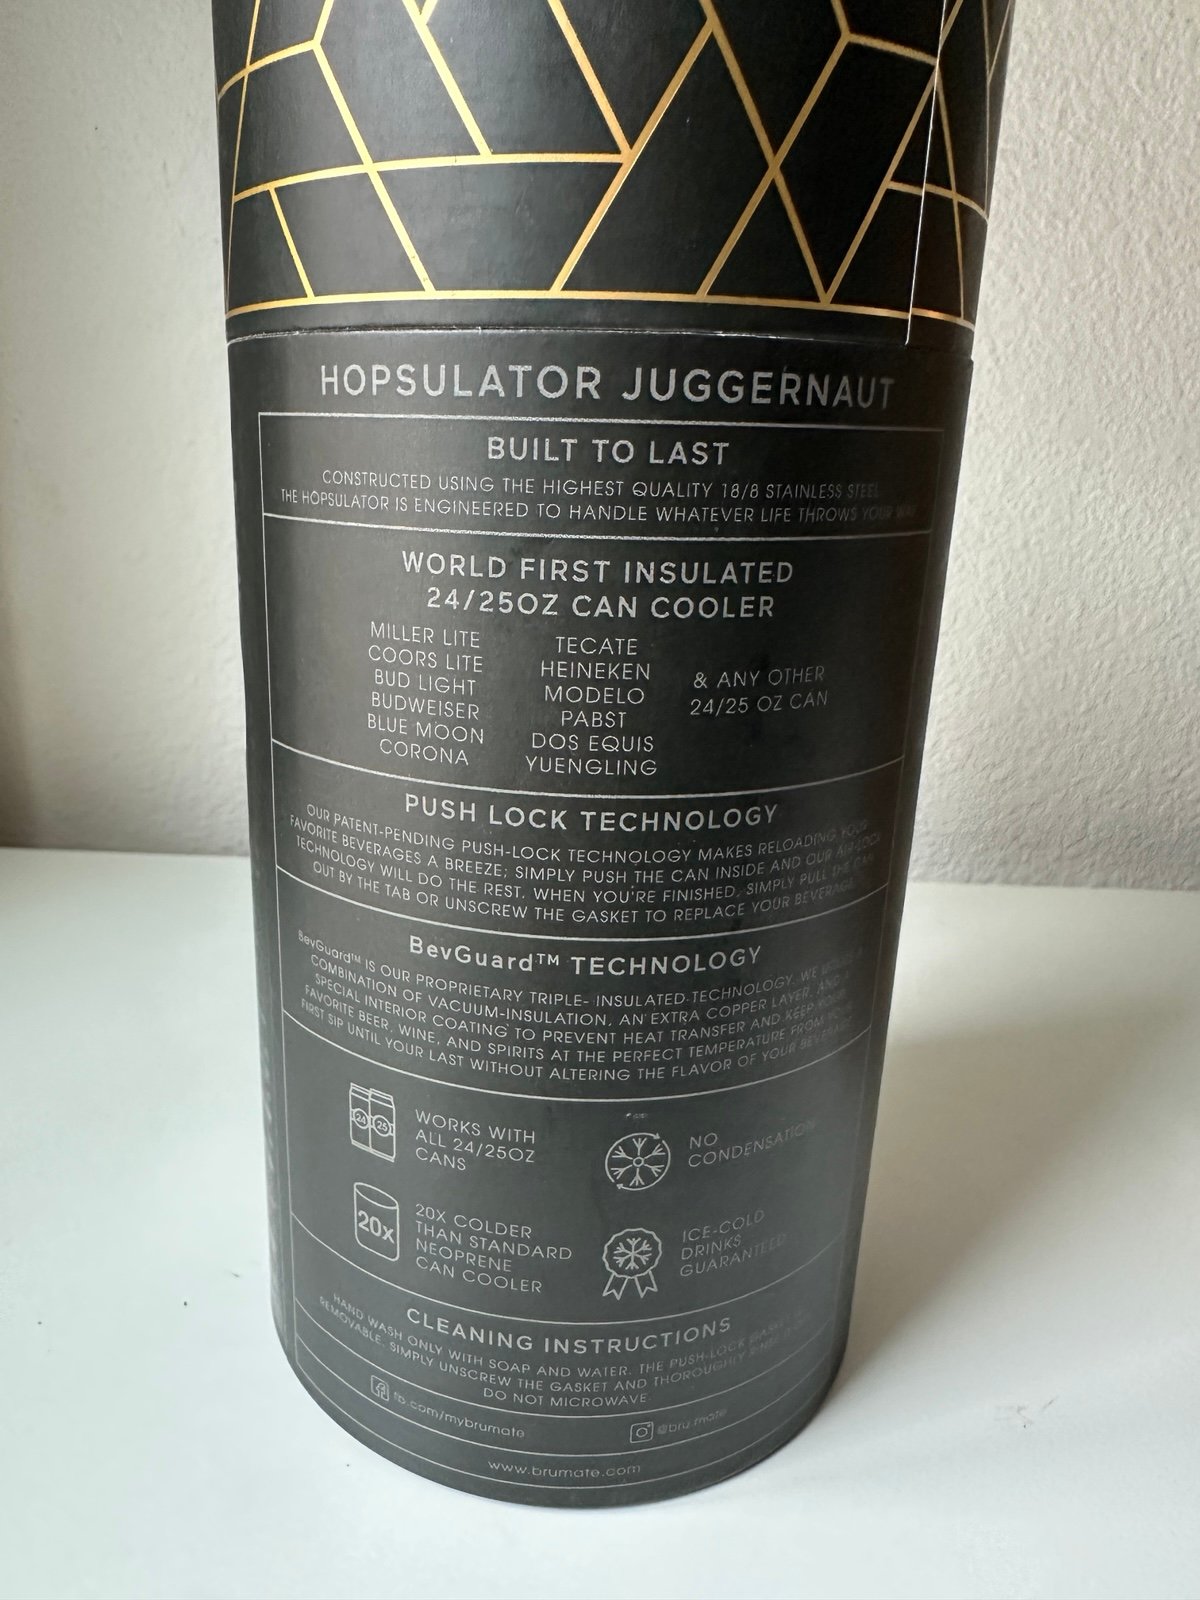 HOPSULATOR JUGGERNAUT
BUILT TO LAST
CONSTRUCTED USING THE HIGHEST QUALITY 18/8 STAINLESS STEEL
THE HOPSULATOR IS ENGINEERED TO HANDLE WHATEVER LIFE THROWS YOUR WAY
WORLD FIRST INSULATED
24/25OZ CAN COOLER
MILLER LITE
COORS LITE
BUD LIGHT
BUDWEISER
BLUE MOON
CORONA
TECATE
HEINEKEN
MODELO
PABST
DOS EQUIS
YUENGLING
& ANY OTHER
24/25 OZ CAN
PUSH LOCK TECHNOLOGY
OUR PATENT-PENDING PUSH-LOCK TECHNOLOGY MAKES RELOADING YOUR
FAVORITE BEVERAGES A BREEZE; SIMPLY PUSH THE CAN INSIDE AND OUR AIR-LOCK
TECHNOLOGY WILL DO THE REST. WHEN YOU'RE FINISHED, SIMPLY PULL THE CAN
OUT BY THE TAB OR UNSCREW THE GASKET TO REPLACE YOUR BEVERAGE
BevGuard™ TECHNOLOGY
BevGuard™ IS OUR PROPRIETARY TRIPLE- INSULATED TECHNOLOGY. WE
COMBINATION OF VACUUM-INSULATION, AN EXTRA COPPER LAYER, AND A
SPECIAL INTERIOR COATING TO PREVENT HEAT TRANSFER AND KEEP YOUR
FAVORITE BEER, WINE, AND SPIRITS AT THE PERFECT TEMPERATURE FROM YOUR
FIRST SIP UNTIL YOUR LAST WITHOUT ALTERING THE FLAVOR OF YOUR BEVERAGE
24 25
WORKS WITH
ALL 24/25OZ
CANS
NO
CONDENSATION
20x
20X COLDER
THAN STANDARD
NEOPRENE
CAN COOLER
ICE-COLD
DRINKS
GUARANTEED
CLEANING INSTRUCTIONS
HAND WASH ONLY WITH SOAP AND WATER. THE PUSH-LOCK
REMOVABLE. SIMPLY UNSCREW THE GASKET AND THOROUGHLY
DO NOT MICROWAVE.
fb.com/mybrumate
@bru.mate
www.brumate.com